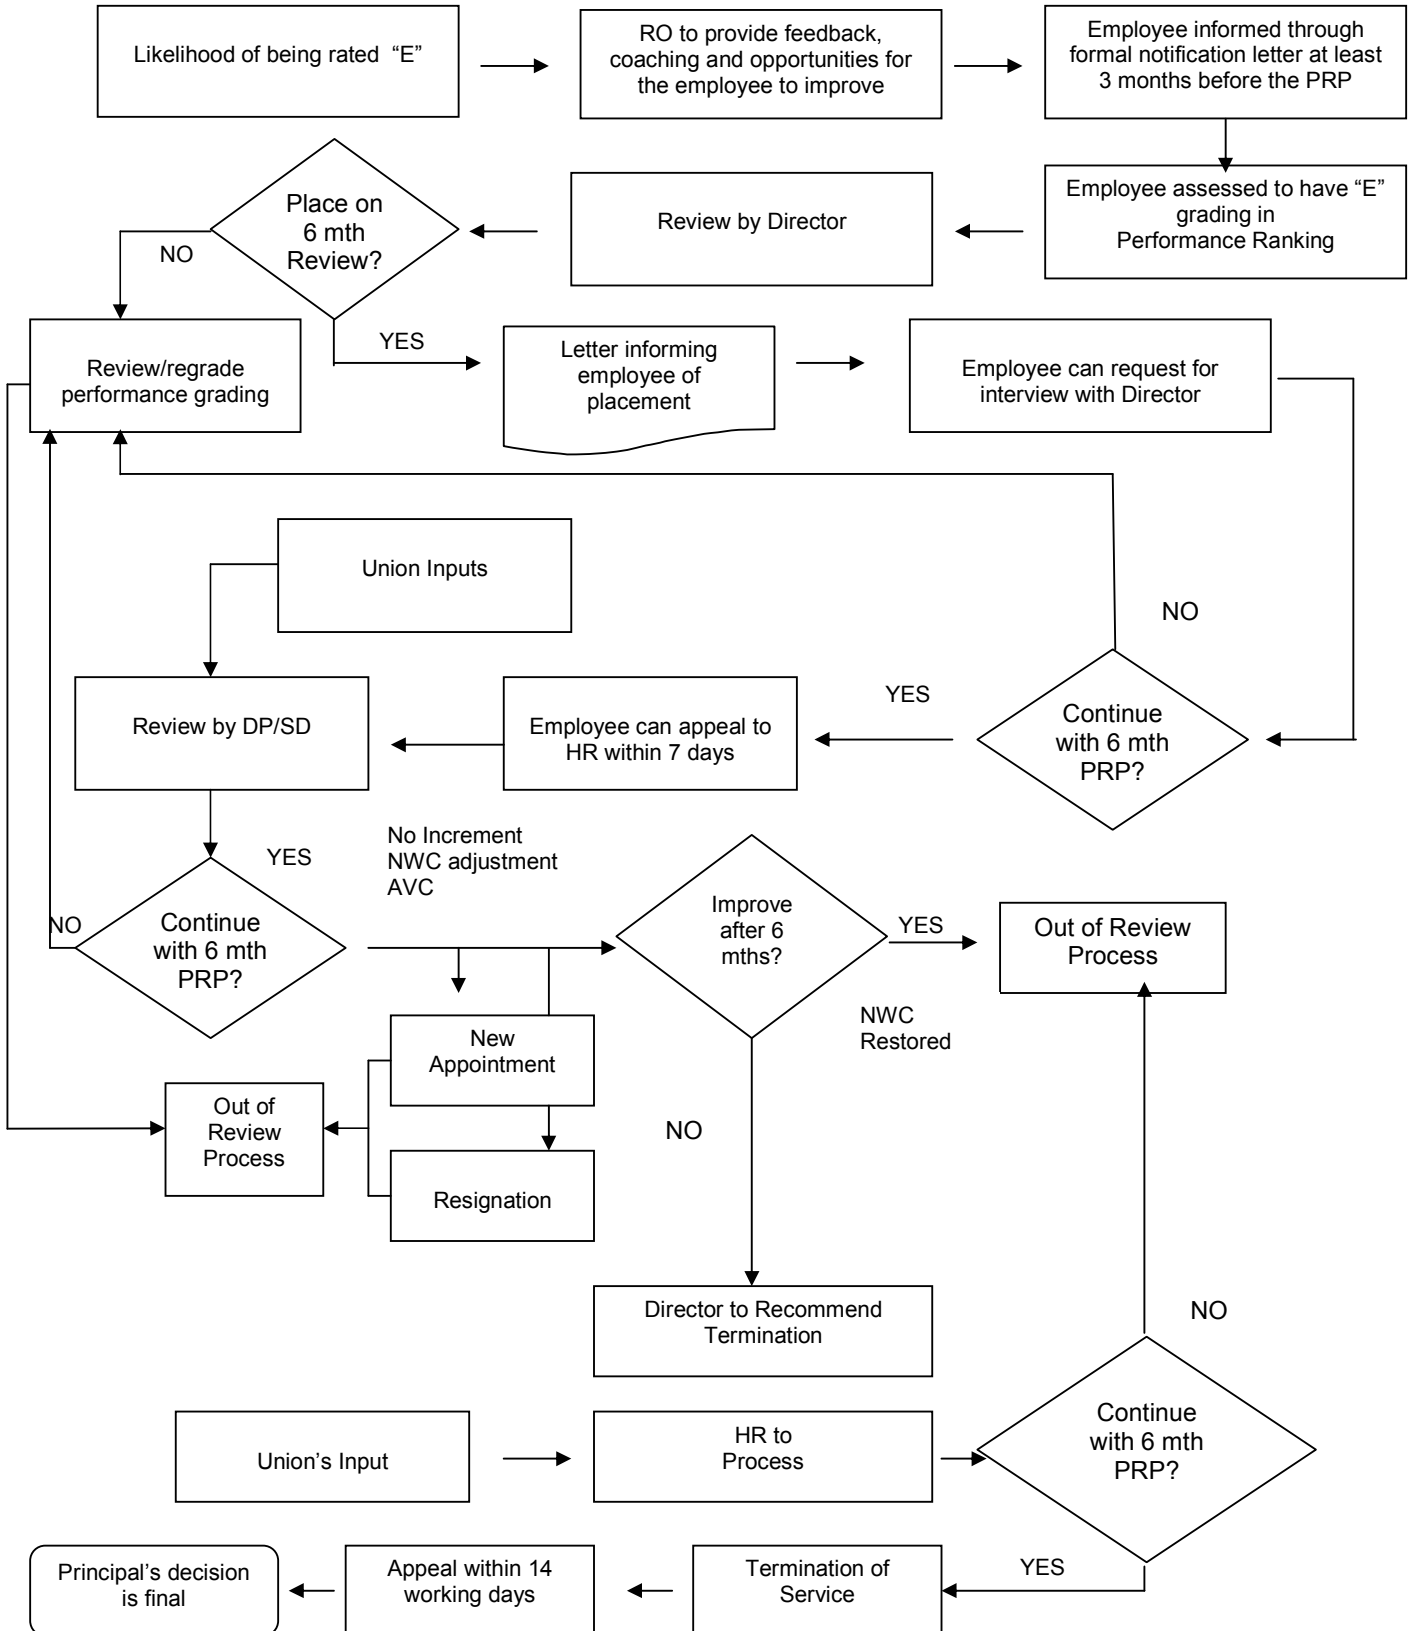 Likelihood of being rated “E”
RO to provide feedback,
coaching and opportunities for
the employee to improve
Employee informed through
formal notification letter at least
3 months before the PRP
Employee assessed to have “E”
grading in
Performance Ranking
Review by Director
Place on
6 mth
Review?
NO
YES
Review/regrade
performance grading
Letter informing
employee of
placement
Employee can request for
interview with Director
Union Inputs
NO
Continue
with 6 mth
PRP?
YES
Employee can appeal to
HR within 7 days
Review by DP/SD
Continue
with 6 mth
PRP?
NO
YES
No Increment
NWC adjustment
AVC
Improve
after 6
mths?
YES
Out of Review
Process
NWC
Restored
New
Appointment
Resignation
Out of
Review
Process
NO
Director to Recommend
Termination
NO
Union’s Input
HR to
Process
Continue
with 6 mth
PRP?
YES
Termination of
Service
Appeal within 14
working days
Principal’s decision
is final